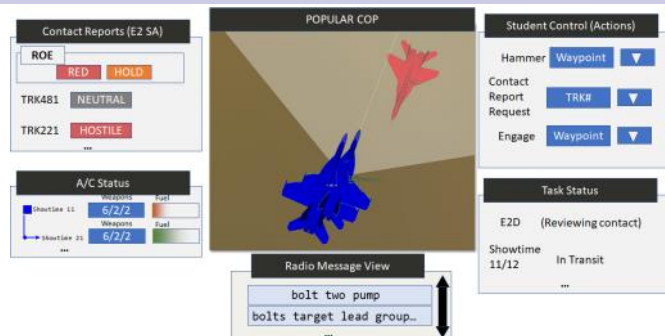 Contact Reports (E2 SA)
ROE
RED HOLD
TRK481 NEUTRAL
TRK221 HOSTILE
...
A/C Status
Weapons Fuel
Showtime 11 6/2/2
Weapons Fuel
Showtime 21 6/2/2
...
POPULAR COP
Radio Message View
bolt two pump
bolts target lead group...
...
Student Control (Actions)
Hammer Waypoint
Contact
Report
Request
TRK#
Engage Waypoint
Task Status
E2D (Reviewing contact)
Showtime
11/12
In Transit
...